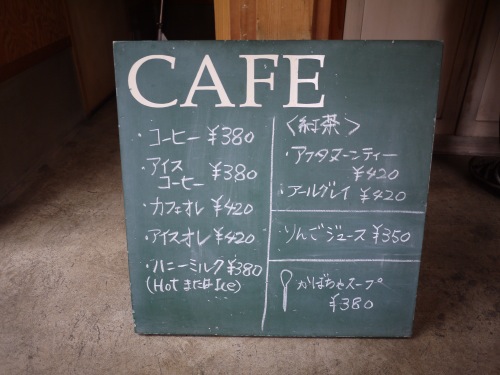 CAFE
・コーヒー ¥380
・アイス
コーヒー ¥380
・カフェオレ ¥420
・アイスオレ ¥420
・ハニーミルク ¥380
(Hot または Ice)
〈紅茶〉
・アフタヌーンティー
¥420
・アールグレイ ¥420
りんごジュース ¥350
かぼちゃスープ
¥380